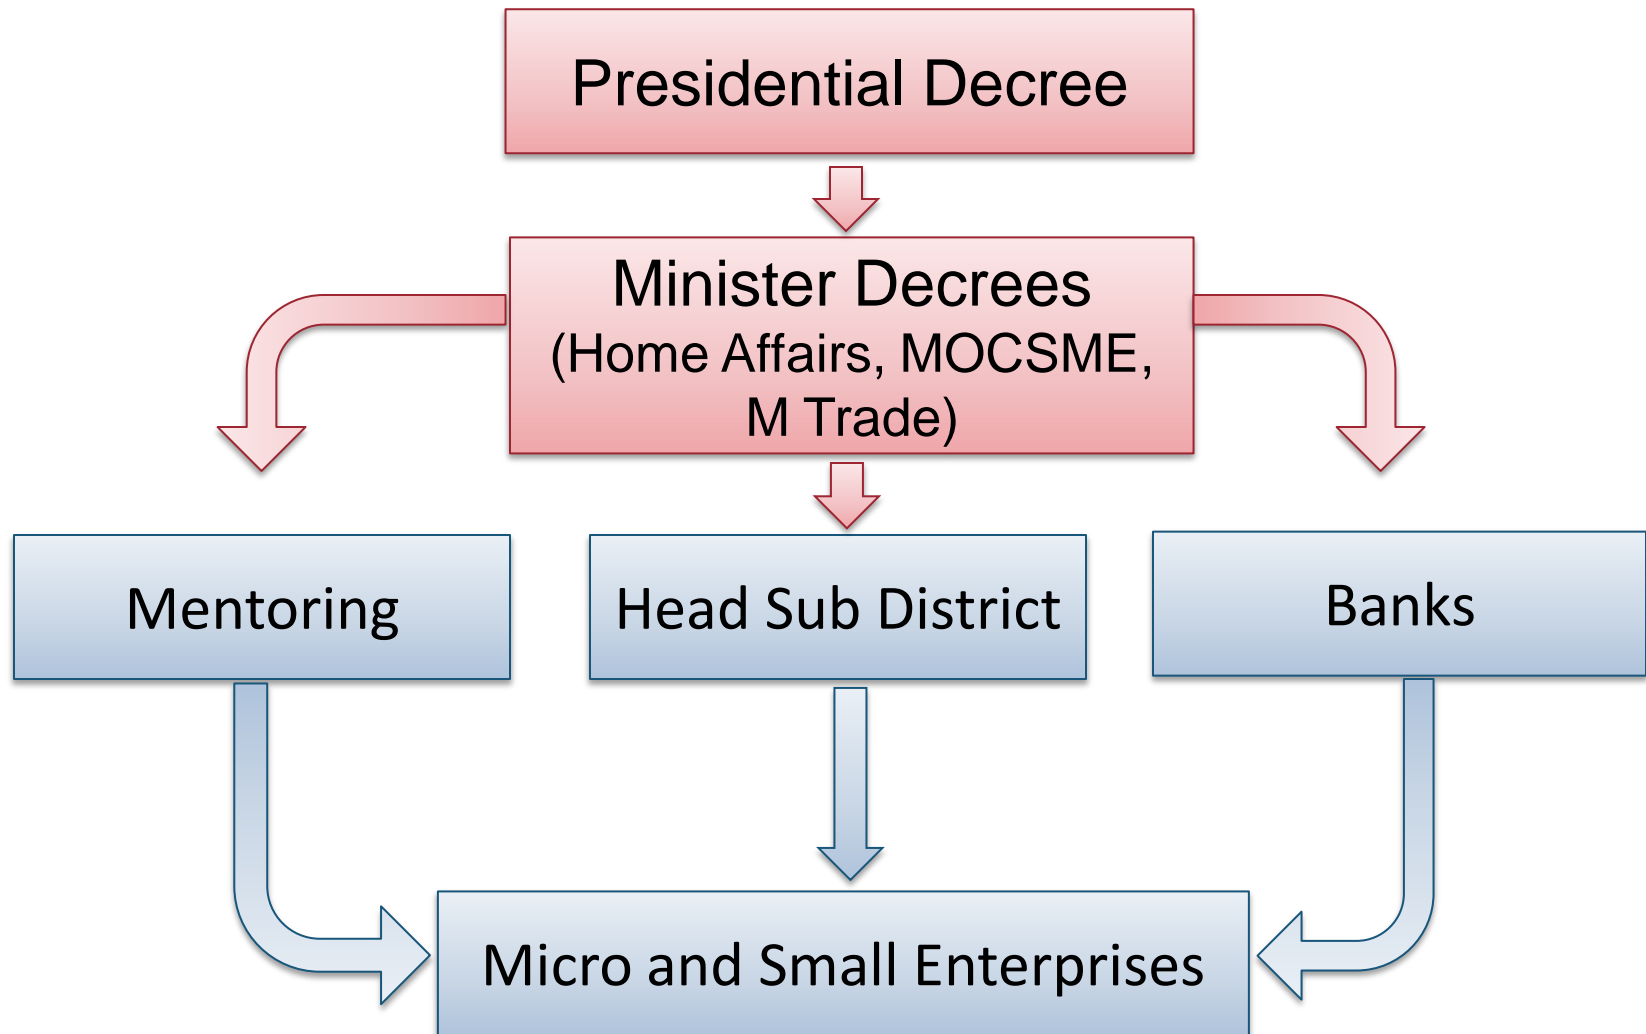 Presidential Decree
Minister Decrees
(Home Affairs, MOCSME,
M Trade)
Mentoring
Head Sub District
Banks
Micro and Small Enterprises